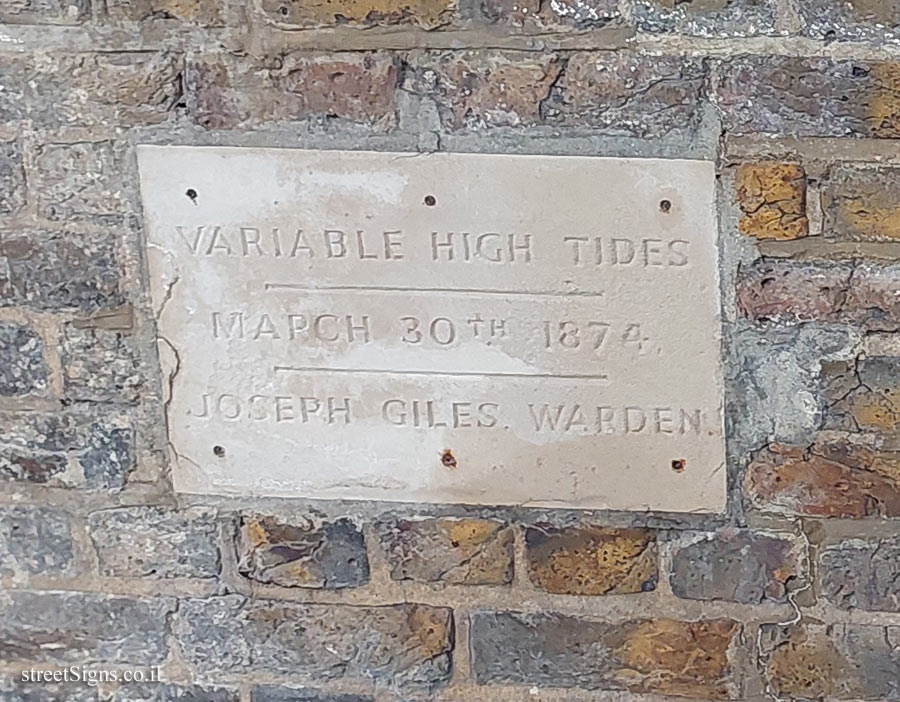 VARIABLE HIGH TIDES
MARCH 30TH 1874.
JOSEPH GILES. WARDEN.
streetSigns.co.il